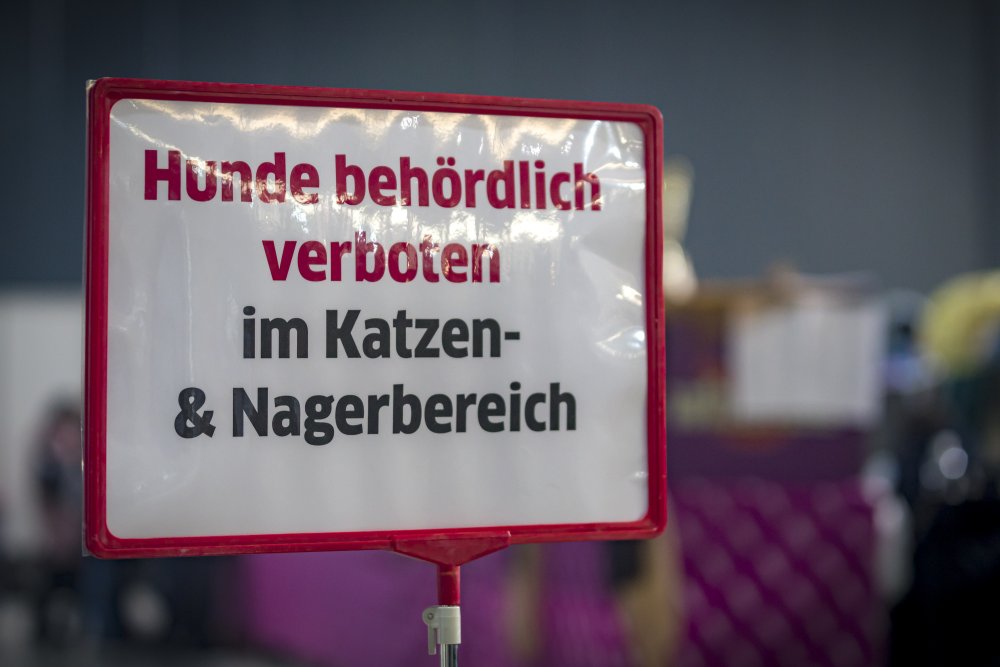 Hunde behördlich
verboten
im Katzen-
& Nagerbereich